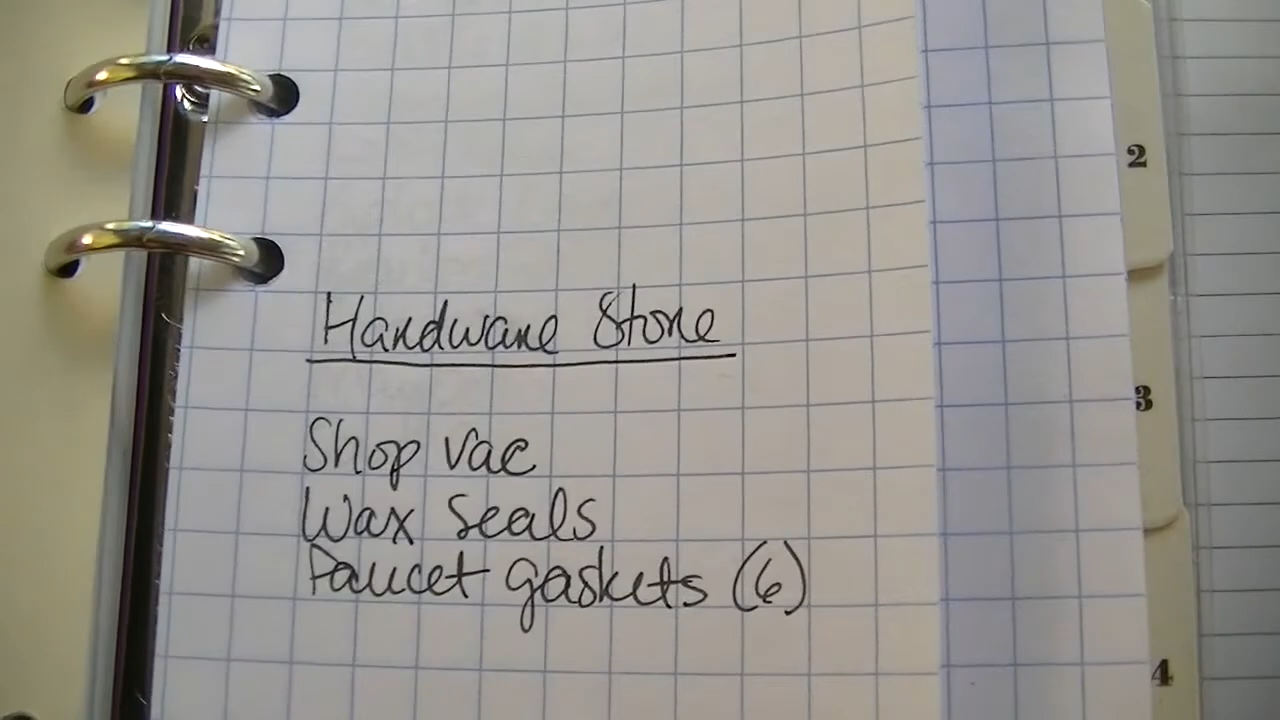 Hardware Store
Shop vac
Wax seals
Faucet gaskets (6)
2
3
4